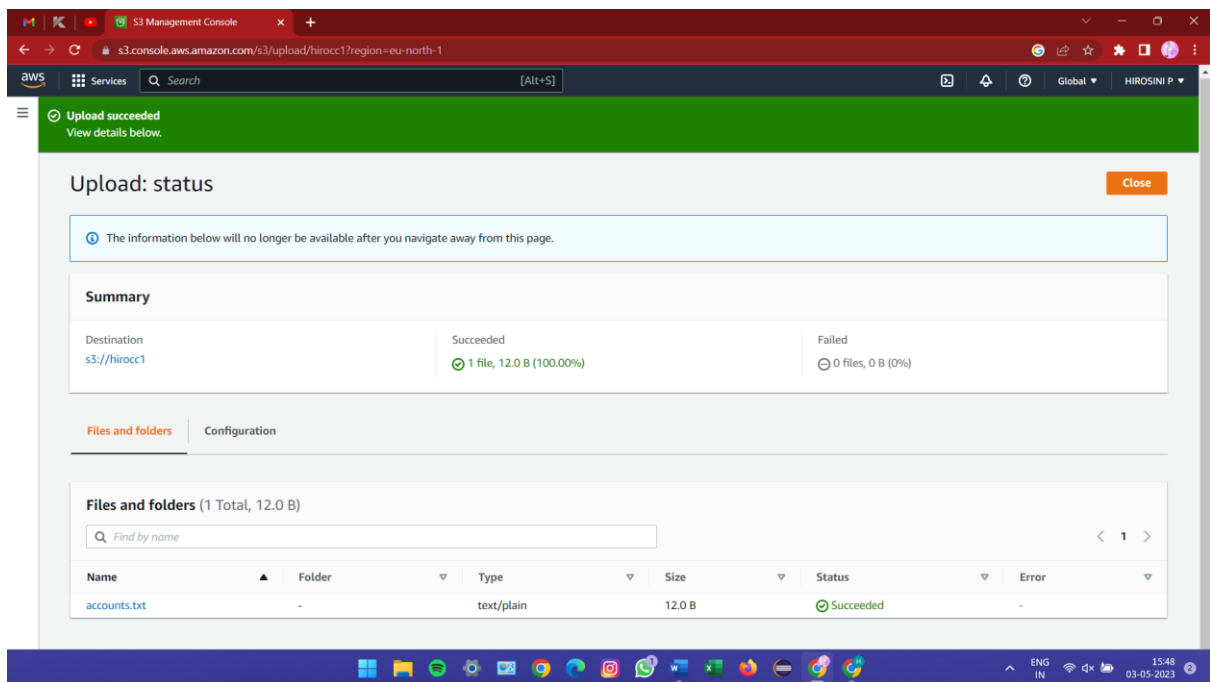 S3 Management Console
s3.console.aws.amazon.com/s3/upload/hirocc1?region=eu-north-1
aws Services Search [Alt+S] Global HIROSINI P
Upload succeeded
View details below.
Upload: status Close
The information below will no longer be available after you navigate away from this page.
Summary
Destination Succeeded Failed
s3://hirocc1 1 file, 12.0 B (100.00%) 0 files, 0 B (0%)
Files and folders Configuration
Files and folders (1 Total, 12.0 B)
Find by name 1
Name Folder Type Size Status Error
accounts.txt - text/plain 12.0 B Succeeded -
ENG 15:48
IN 03-05-2023 2